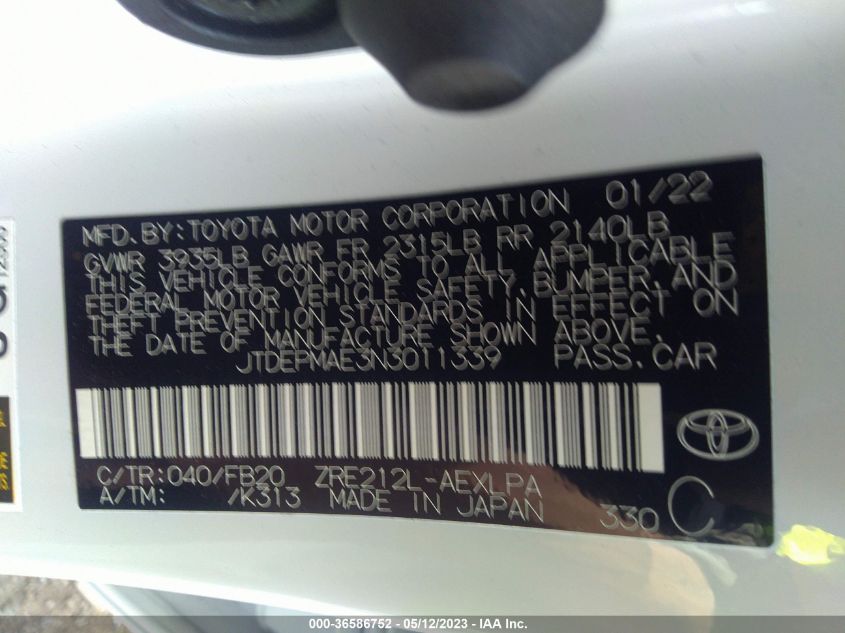 MFD.BY:TOYOTA MOTOR CORPORATION 01/22
GVWR 3935LB GAWR FR 2315LB RR 2140LB
THIS VEHICLE CONFORMS TO ALL APPLICABLE
FEDERAL MOTOR VEHICLE SAFETY, BUMPER, AND
THEFT PREVENTION STANDARDS IN EFFECT ON
THE DATE OF MANUFACTURE SHOWN ABOVE.
JTDEPMAE3N3011339 PASS.CAR
C/TR:040/FB20 ZRE212L-AEXLPA
A/TM: /K313 MADE IN JAPAN 330 C
000-36586752 - 05/12/2023 - IAA Inc.